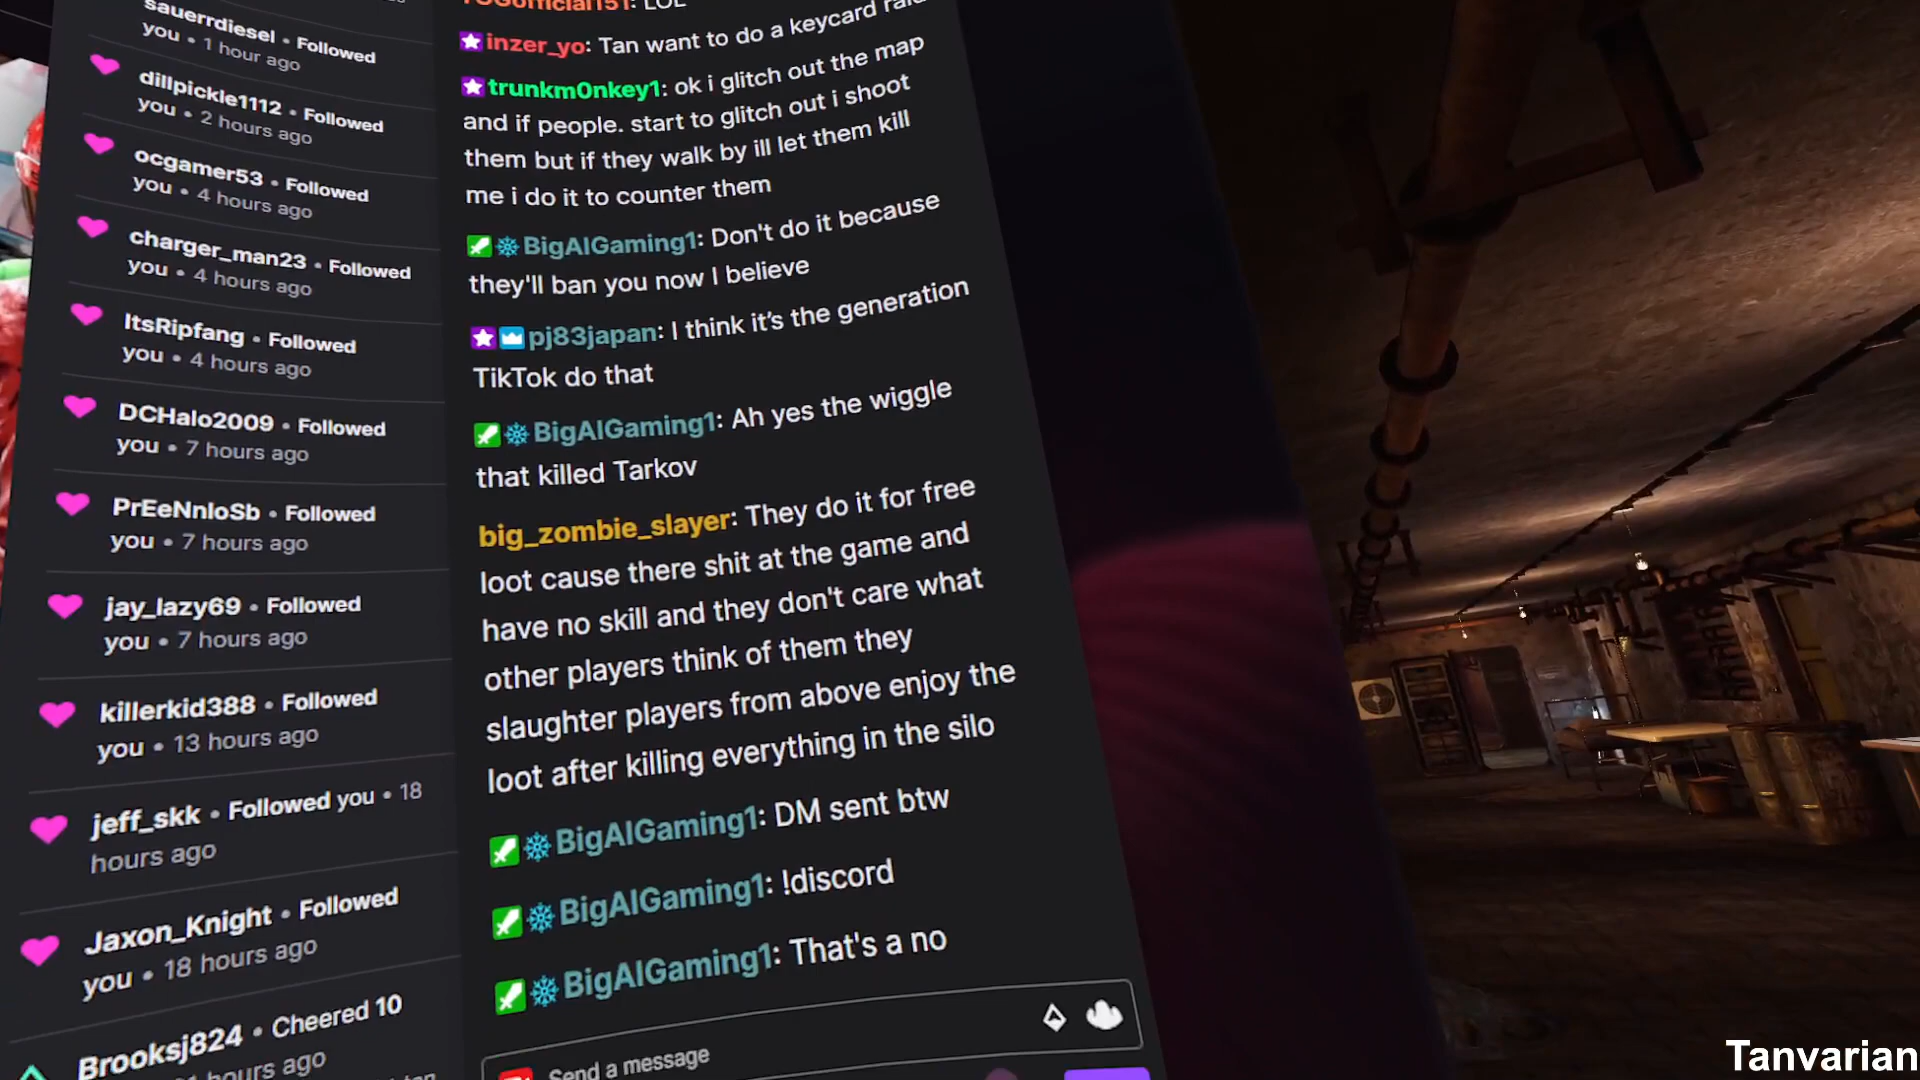 sauerrdiesel • Followed
you • 1 hour ago
dillpickle1112 • Followed
you • 2 hours ago
ocgamer53 • Followed
you • 4 hours ago
charger_man23 • Followed
you • 4 hours ago
ItsRipfang • Followed
you • 4 hours ago
DCHalo2009 • Followed
you • 7 hours ago
PrEeNnIoSb • Followed
you • 7 hours ago
jay_lazy69 • Followed
you • 7 hours ago
killerkid388 • Followed
you • 13 hours ago
jeff_skk • Followed you • 18
hours ago
Jaxon_Knight • Followed
you • 18 hours ago
Brooksj824 • Cheered 10
hours ago
LOL
inzer_yo: Tan want to do a keycard raid
trunkm0nkey1: ok i glitch out the map
and if people. start to glitch out i shoot
them but if they walk by ill let them kill
me i do it to counter them
BigAlGaming1: Don't do it because
they'll ban you now I believe
pj83japan: I think it's the generation
TikTok do that
BigAlGaming1: Ah yes the wiggle
that killed Tarkov
big_zombie_slayer: They do it for free
loot cause there shit at the game and
have no skill and they don't care what
other players think of them they
slaughter players from above enjoy the
loot after killing everything in the silo
BigAlGaming1: DM sent btw
BigAlGaming1: !discord
BigAlGaming1: That's a no
Send a message
Tanvarian